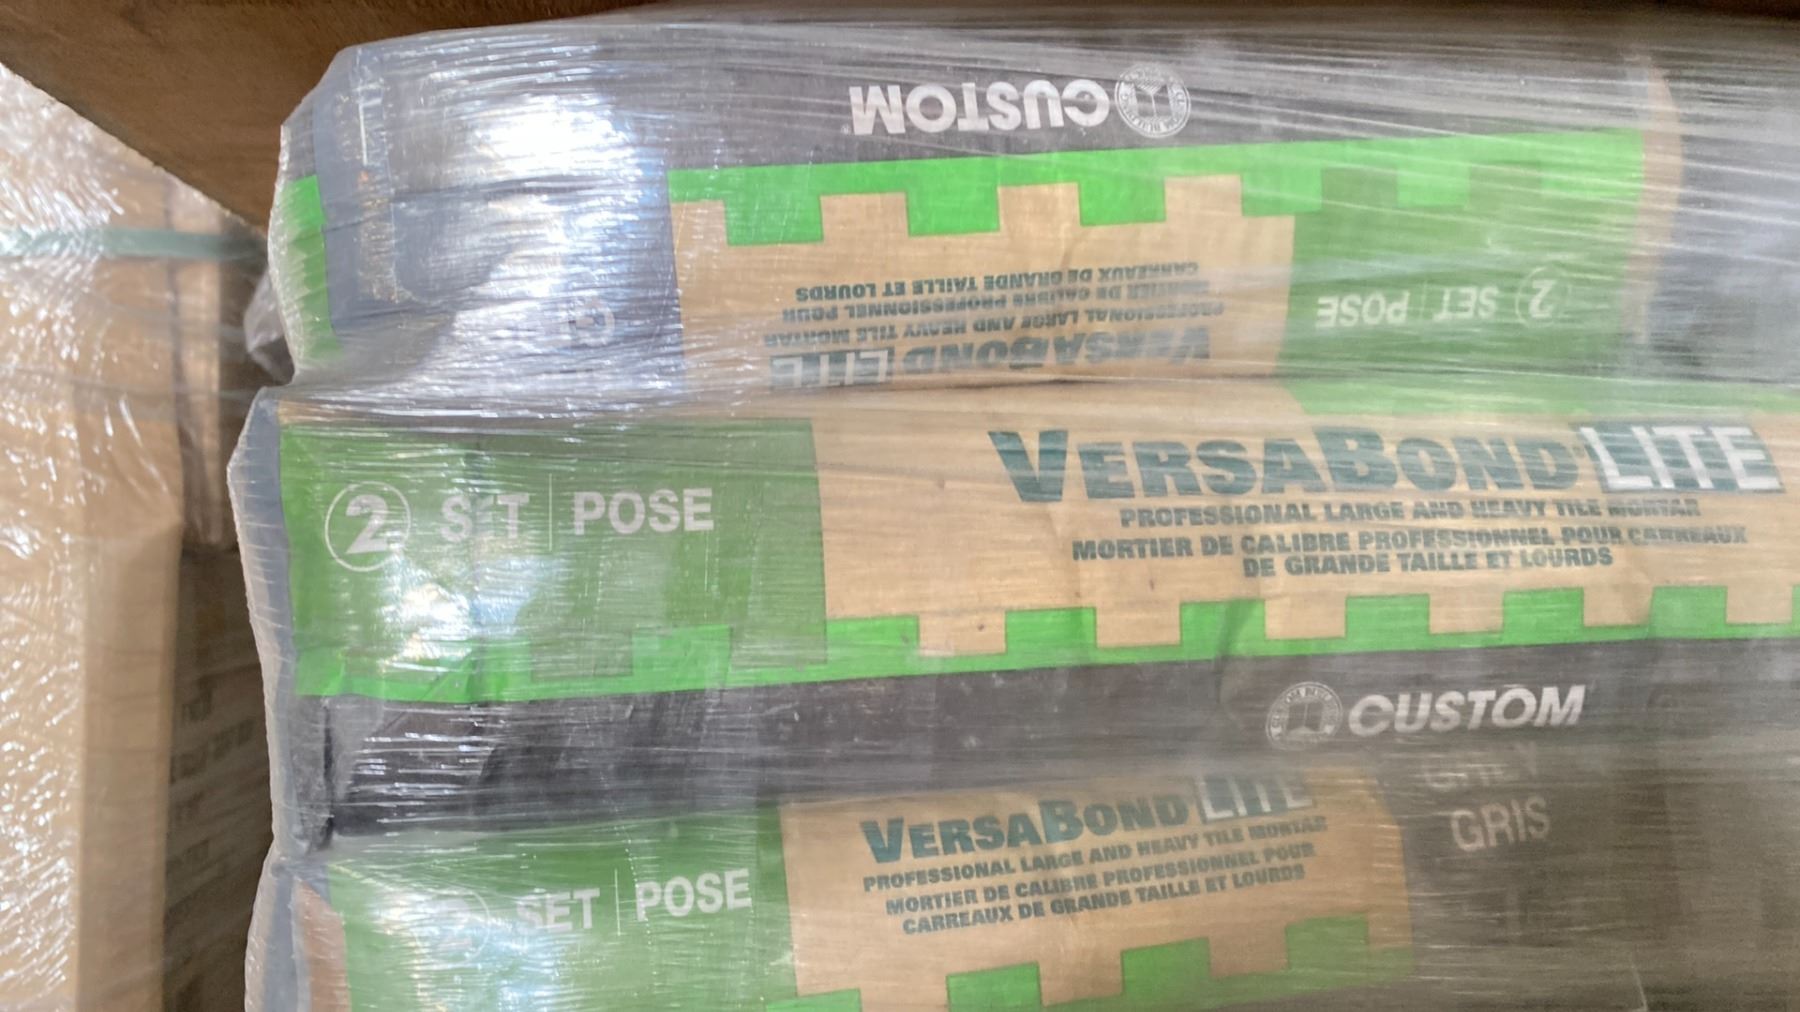 CUSTOM
CARREAUX DE GRANDE TAILLE ET LOURDS
MORTIER DE CALIBRE PROFESSIONNEL POUR
PROFESSIONAL LARGE AND HEAVY TILE MORTAR
VERSABOND LITE
2 SET | POSE
2 SET | POSE
VERSABOND® LITE
PROFESSIONAL LARGE AND HEAVY TILE MORTAR
MORTIER DE CALIBRE PROFESSIONNEL POUR CARREAUX
DE GRANDE TAILLE ET LOURDS
CUSTOM
GREY
GRIS
2 SET | POSE
VERSABOND LITE
PROFESSIONAL LARGE AND HEAVY TILE MORTAR
MORTIER DE CALIBRE PROFESSIONNEL POUR
CARREAUX DE GRANDE TAILLE ET LOURDS